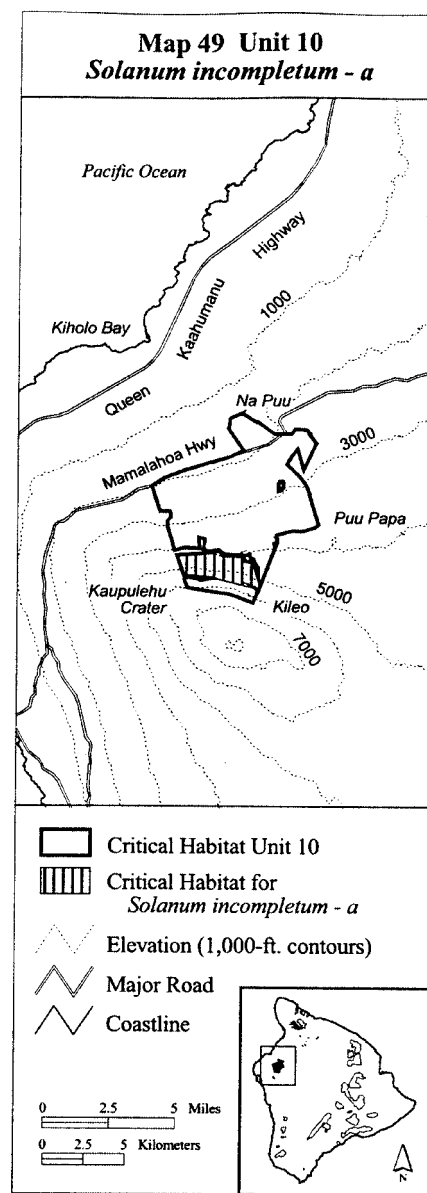 Map 49 Unit 10
Solanum incompletum - a
Pacific Ocean
Highway
Kaahumanu
1000
Kiholo Bay
Queen
Na Puu
Mamalahoa Hwy
3000
Puu Papa
Kaupulehu
Crater
Kileo
5000
7000
Critical Habitat Unit 10
Critical Habitat for
Solanum incompletum - a
Elevation (1,000-ft. contours)
Major Road
Coastline
0 2.5 5 Miles
0 2.5 5 Kilometers
N